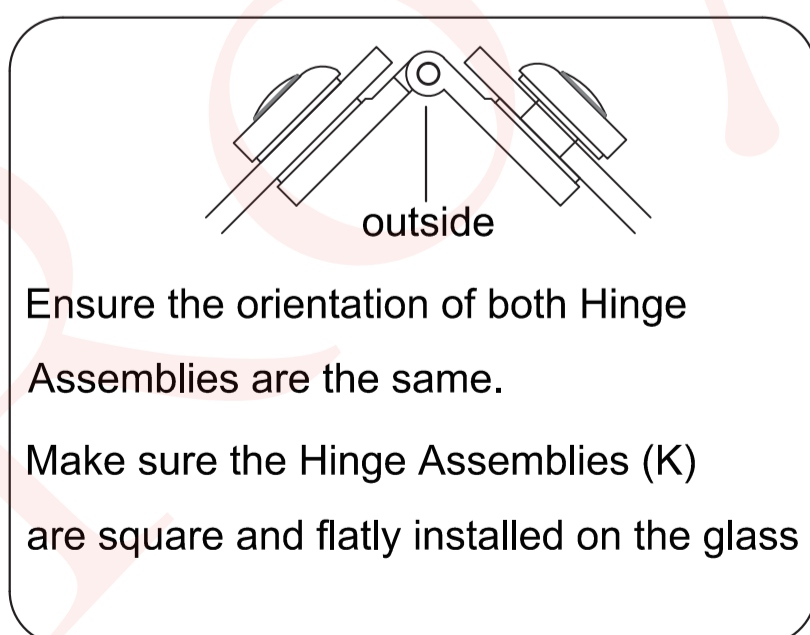 outside
Ensure the orientation of both Hinge
Assemblies are the same.
Make sure the Hinge Assemblies (K)
are square and flatly installed on the glass